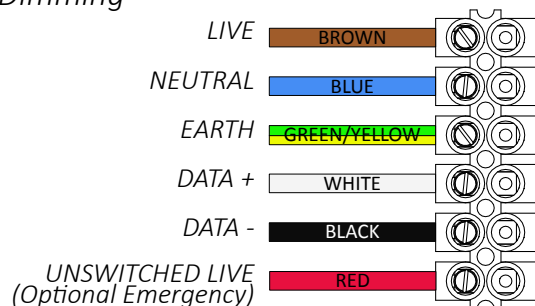 Dimming
LIVE BROWN
NEUTRAL BLUE
EARTH GREEN/YELLOW
DATA + WHITE
DATA - BLACK
UNSWITCHED LIVE RED
(Optional Emergency)